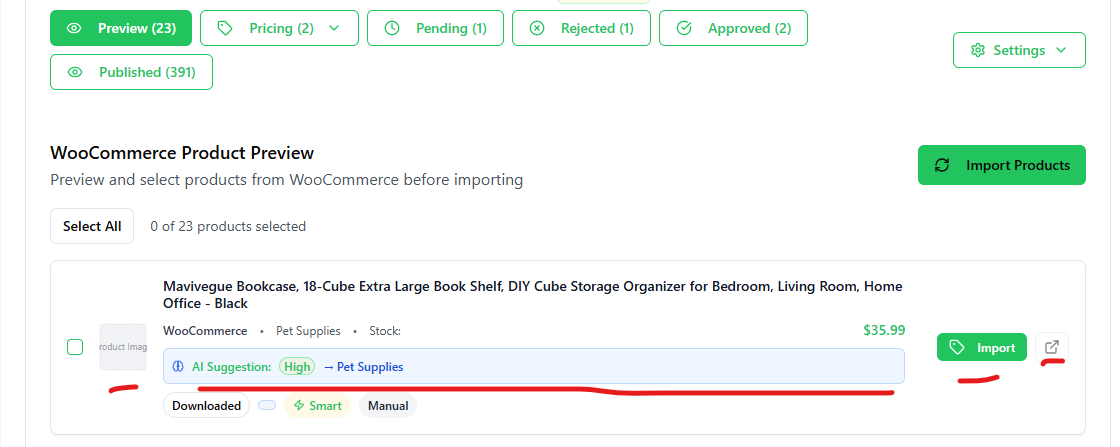 Preview (23)
Pricing (2)
Pending (1)
Rejected (1)
Approved (2)
Settings
Published (391)
WooCommerce Product Preview
Preview and select products from WooCommerce before importing
Import Products
Select All
0 of 23 products selected
Mavivegue Bookcase, 18-Cube Extra Large Book Shelf, DIY Cube Storage Organizer for Bedroom, Living Room, Home
Office - Black
WooCommerce • Pet Supplies • Stock:
$35.99
roduct Imag
AI Suggestion: High → Pet Supplies
Import
Downloaded
Smart
Manual